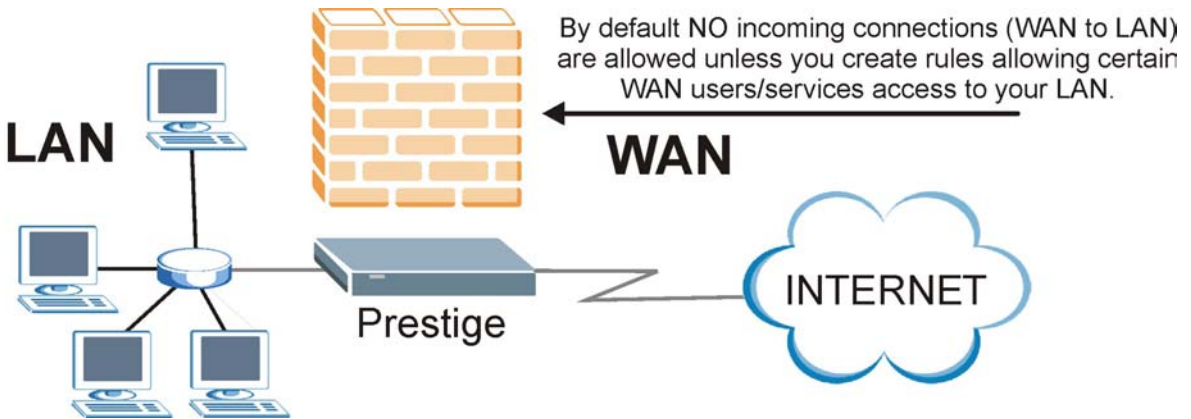 By default NO incoming connections (WAN to LAN)
are allowed unless you create rules allowing certain
WAN users/services access to your LAN.
LAN
WAN
INTERNET
Prestige